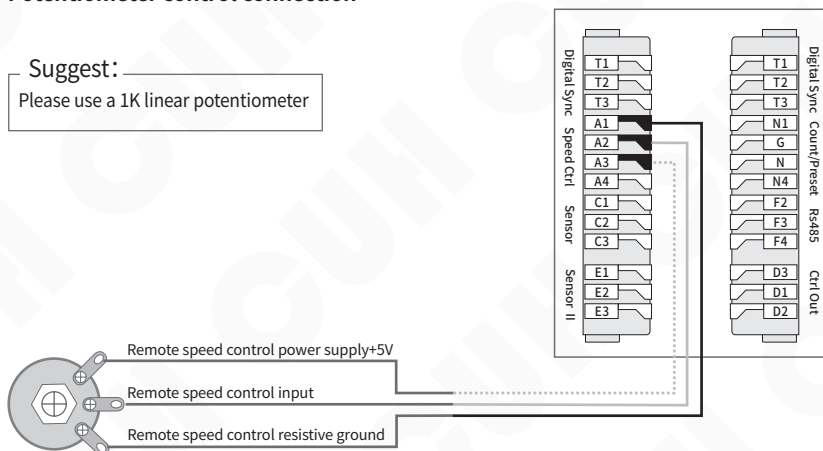 Suggest：
Please use a 1K linear potentiometer
Digital Sync
Speed Ctrl
Sensor
Sensor II
T1
T2
T3
A1
A2
A3
A4
C1
C2
C3
E1
E2
E3
T1
T2
T3
N1
G
N
N4
F2
F3
F4
D3
D1
D2
Digital Sync
Count/Preset
Rs485
Ctrl Out
Remote speed control power supply+5V
Remote speed control input
Remote speed control resistive ground